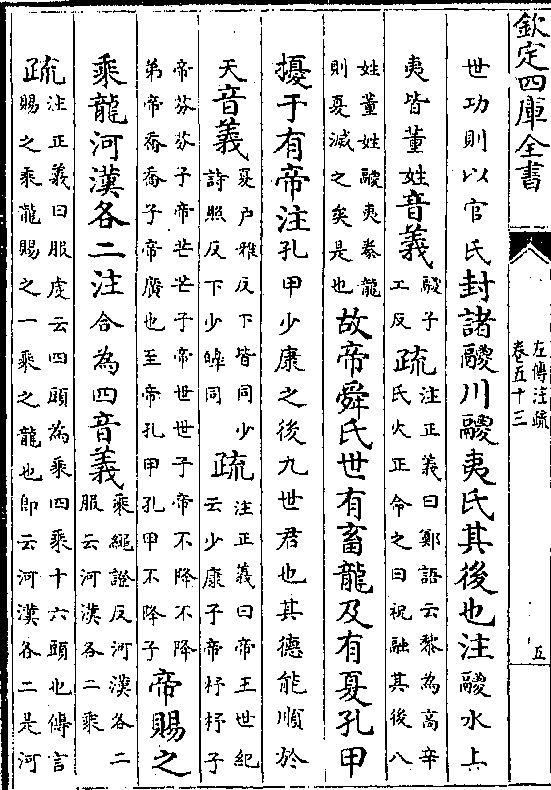 欽定四庫全書
左傳注疏
卷五十三
五
世功則以官氏封諸鬷川鬷夷氏其後也注鬷水上
夷皆董姓音義鬷子
工反疏注正義曰鄭語云黎為高辛
氏火正命之曰祝融其後八
姓董姓鬷夷豢龍
則夏滅之矣是也故帝舜氏世有畜龍及有夏孔甲
擾于有帝注孔甲少康之後九世君也其德能順於
天音義夏户雅反下皆同少
詩照反下少皥同疏注正義曰帝王世紀
云少康子帝杼杼子
帝芬芬子帝芒芒子帝世世子帝不降不降
弟帝喬喬子帝廣也至帝孔甲孔甲不降子帝賜之
乘龍河漢各二注合為四音義乘繩證反河漢各二
服云河漢各二乘
疏注正義曰服虔云四頭為乘四乘十六頭也傳言
賜之乘龍賜之一乘之龍也即云河漢各二是河